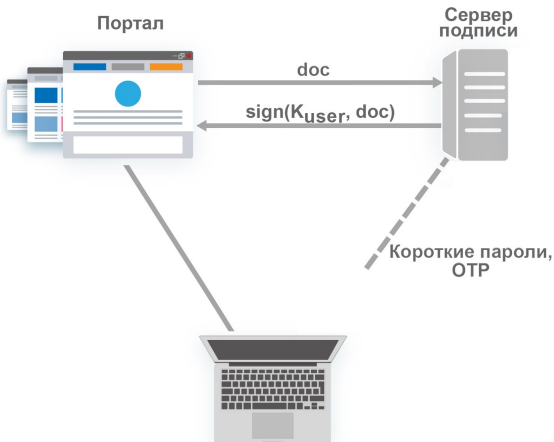 Портал
Сервер
подписи
doc
sign(Kuser, doc)
Короткие пароли,
OTP